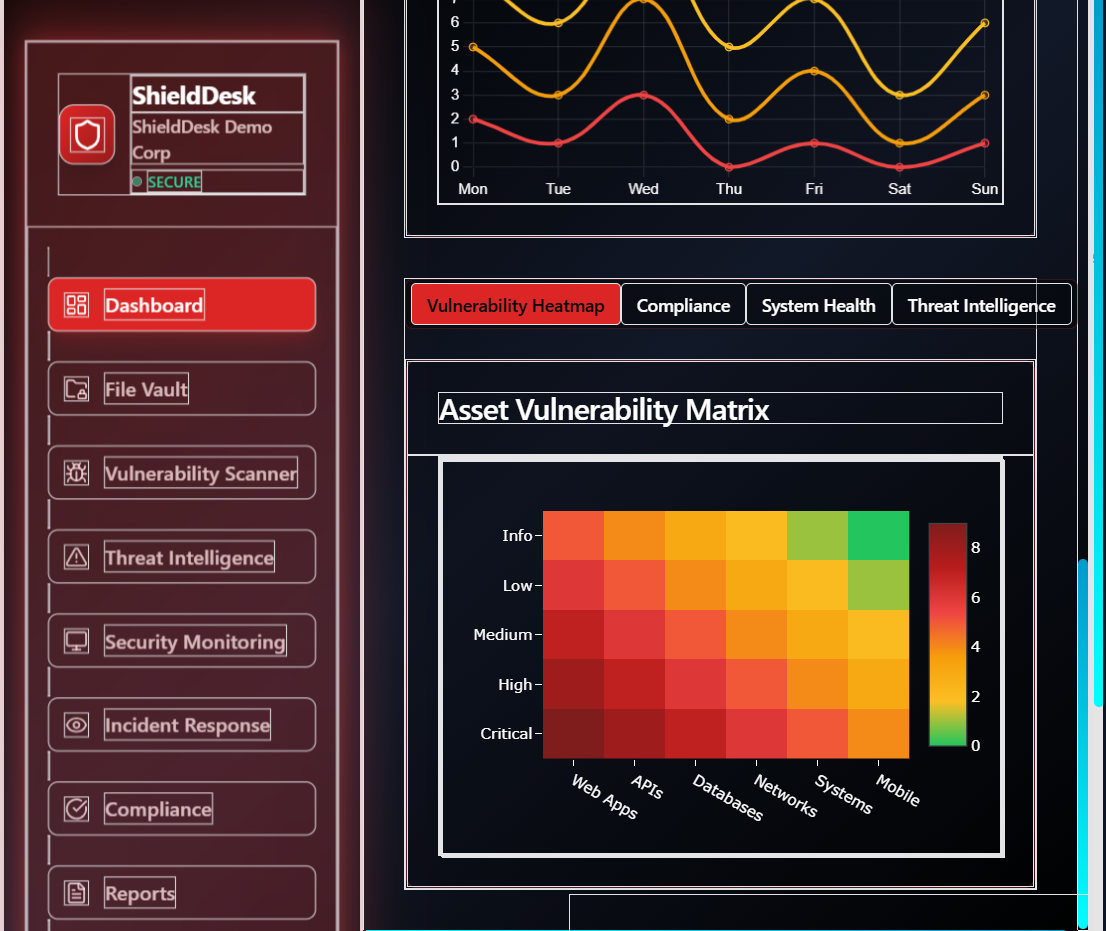 ShieldDesk
ShieldDesk Demo
Corp
SECURE
Dashboard
File Vault
Vulnerability Scanner
Threat Intelligence
Security Monitoring
Incident Response
Compliance
Reports
6
5
4
3
2
1
0
Mon Tue Wed Thu Fri Sat Sun
Vulnerability Heatmap Compliance System Health Threat Intelligence
Asset Vulnerability Matrix
Info
Low
Medium
High
Critical
Web Apps APIs Databases Networks Systems Mobile
8
6
4
2
0